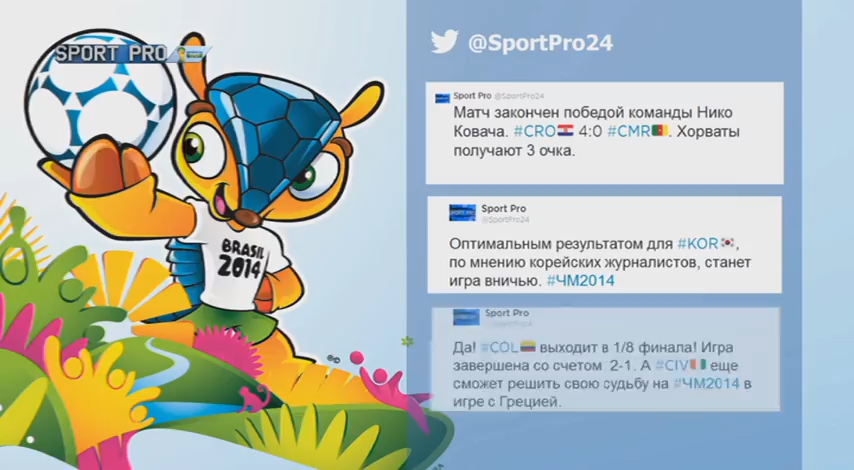 SPORT PRO
BRASIL
2014
@SportPro24
Sport Pro @SportPro24
Матч закончен победой команды Нико
Ковача. #CRO 4:0 #CMR. Хорваты
получают 3 очка.
Sport Pro
@SportPro24
Оптимальным результатом для #KOR,
по мнению корейских журналистов, станет
игра вничью. #ЧМ2014
Sport Pro
@SportPro24
Да! #COL выходит в 1/8 финала! Игра
завершена со счетом 2-1. А #CIV еще
сможет решить свою судьбу на #ЧМ2014 в
игре с Грецией.